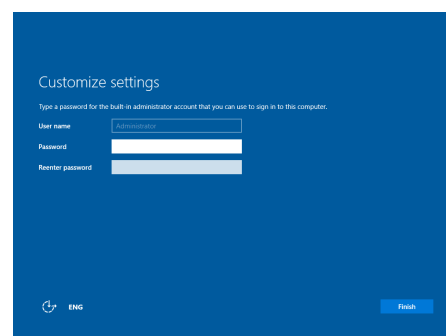 Customize settings
Type a password for the built-in administrator account that you can use to sign in to this computer.
User name
Administrator
Password
Reenter password
ENG
Finish